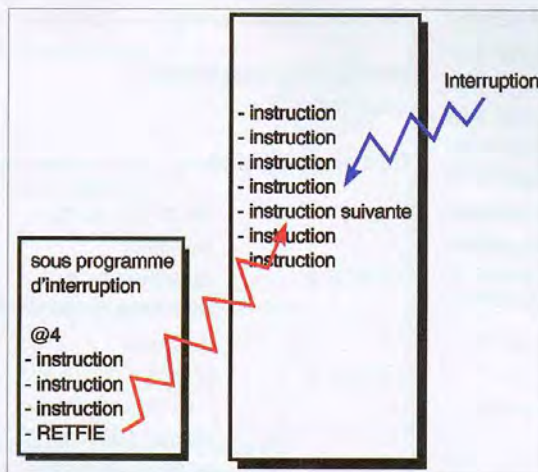 Interruption
- instruction
- instruction
- instruction
- instruction
- instruction suivante
- instruction
- instruction
sous programme
d'interruption
@4
- instruction
- instruction
- instruction
- RETFIE